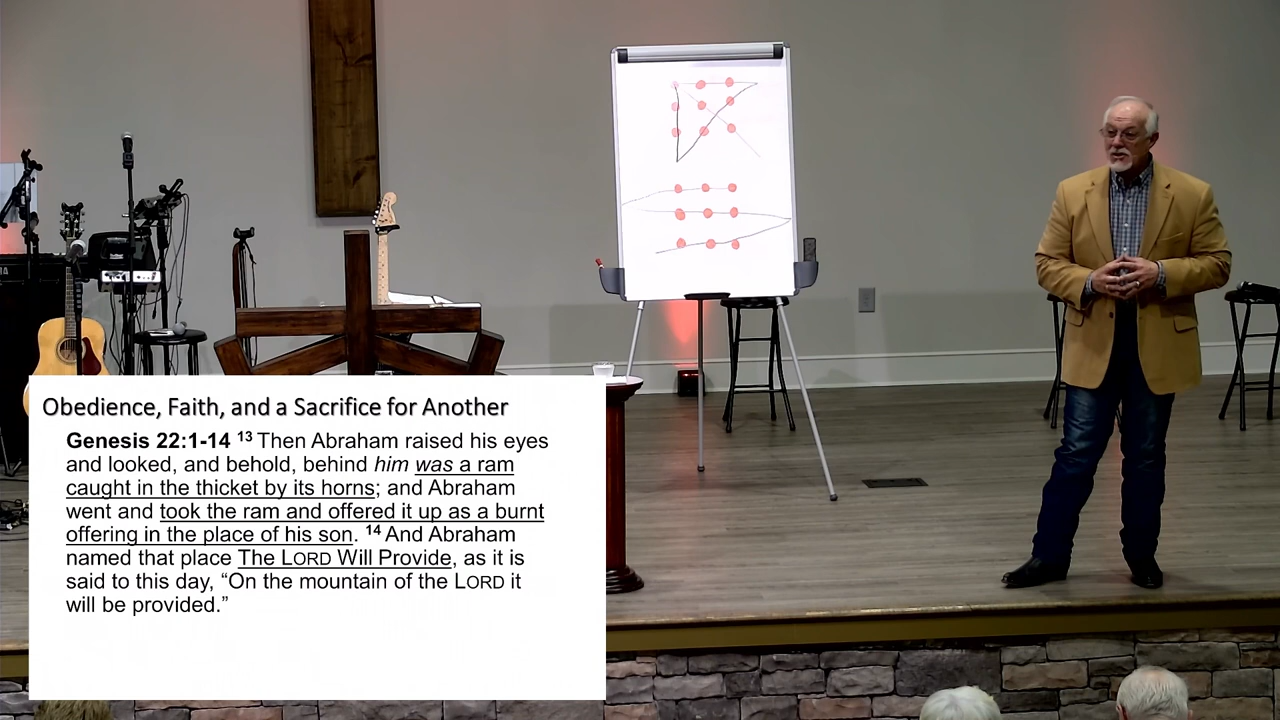 Obedience, Faith, and a Sacrifice for Another
Genesis 22:1-14 13 Then Abraham raised his eyes
and looked, and behold, behind him was a ram
caught in the thicket by its horns; and Abraham
went and took the ram and offered it up as a burnt
offering in the place of his son. 14 And Abraham
named that place The LORD Will Provide, as it is
said to this day, “On the mountain of the LORD it
will be provided.”